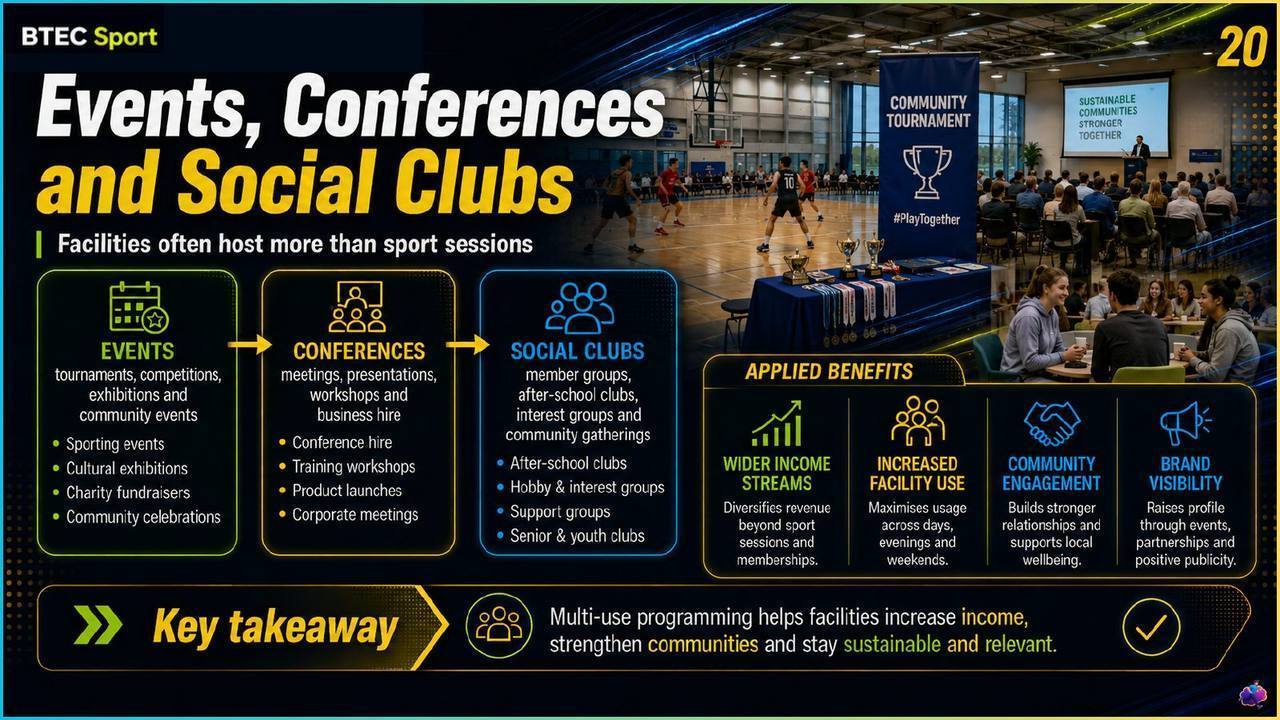 BTEC Sport
20
Events, Conferences
and Social Clubs
Facilities often host more than sport sessions
COMMUNITY
TOURNAMENT
#PlayTogether
SUSTAINABLE
COMMUNITIES
STRONGER
TOGETHER
10
EVENTS
tournaments, competitions,
exhibitions and
community events
• Sporting events
• Cultural exhibitions
• Charity fundraisers
• Community celebrations
CONFERENCES
meetings, presentations,
workshops and
business hire
• Conference hire
• Training workshops
• Product launches
• Corporate meetings
SOCIAL CLUBS
member groups,
after-school clubs,
interest groups and
community gatherings
• After-school clubs
• Hobby & interest groups
• Support groups
• Senior & youth clubs
APPLIED BENEFITS
WIDER INCOME
STREAMS
Diversifies revenue
beyond sport
sessions and
memberships.
INCREASED
FACILITY USE
Maximises usage
across days,
evenings and
weekends.
COMMUNITY
ENGAGEMENT
Builds stronger
relationships and
supports local
wellbeing.
BRAND
VISIBILITY
Raises profile
through events,
partnerships and
positive publicity.
Key takeaway
Multi-use programming helps facilities increase income,
strengthen communities and stay sustainable and relevant.